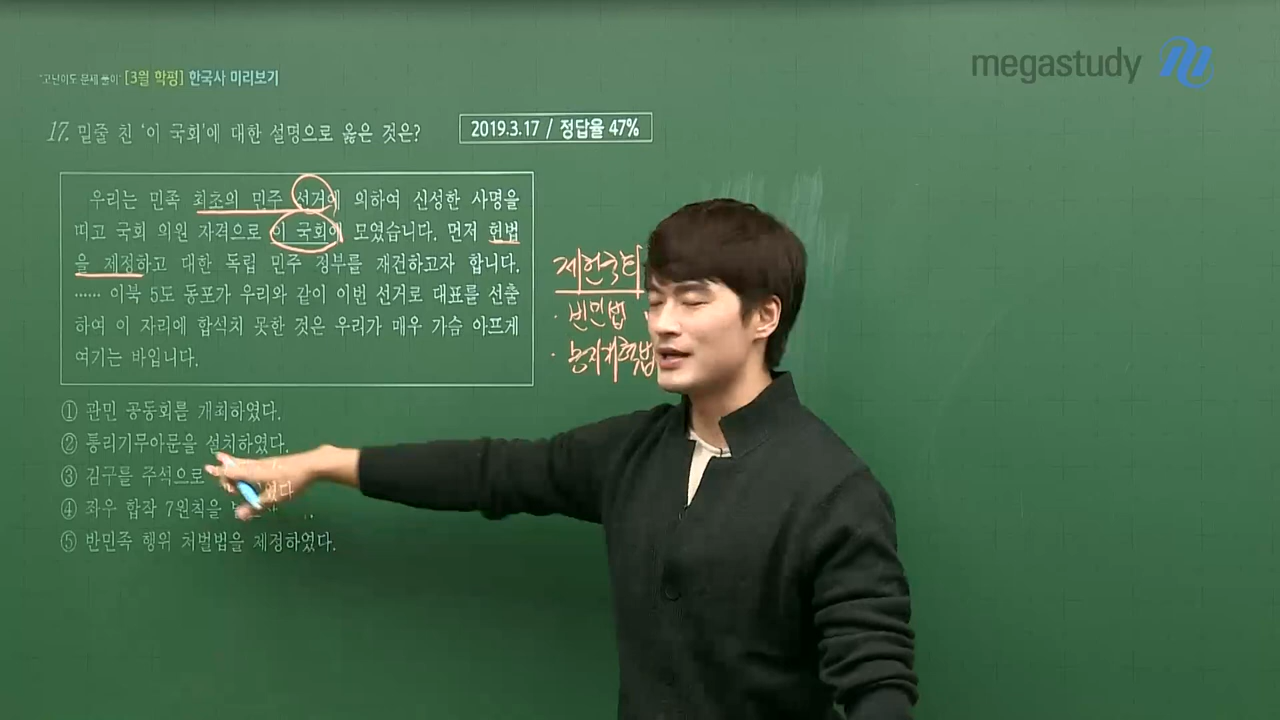 megastudy
"고난이도 문제 풀이" [3월 학평] 한국사 미리보기
17. 밑줄 친 '이 국회'에 대한 설명으로 옳은 것은?
2019.3.17 / 정답율 47%
우리는 민족 최초의 민주 선거에 의하여 신성한 사명을
띠고 국회 의원 자격으로 이 국회에 모였습니다. 먼저 헌법
을 제정하고 대한 독립 민주 정부를 재건하고자 합니다.
…… 이북 5도 동포가 우리와 같이 이번 선거로 대표를 선출
하여 이 자리에 합석치 못한 것은 우리가 매우 가슴 아프게
여기는 바입니다.
제헌국회
· 반민법
· 농지개혁법
① 관민 공동회를 개최하였다.
② 통리기무아문을 설치하였다.
③ 김구를 주석으로
④ 좌우 합작 7원칙을
⑤ 반민족 행위 처벌법을 제정하였다.